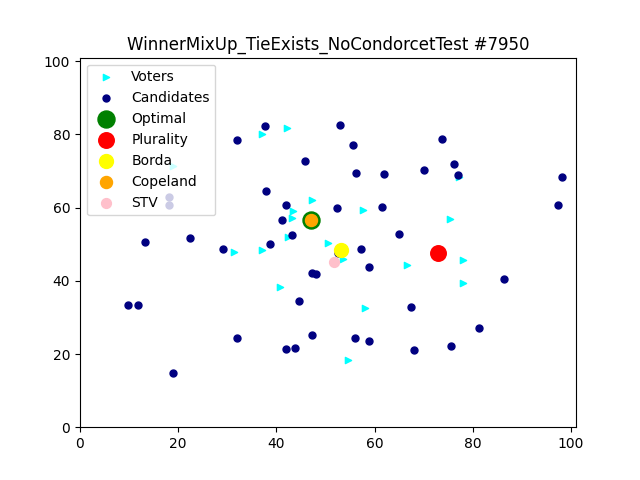 WinnerMixUp_TieExists_NoCondorcetTest #7950
100
80
60
40
20
0
Voters
Candidates
Optimal
Plurality
Borda
Copeland
STV
0 20 40 60 80 100